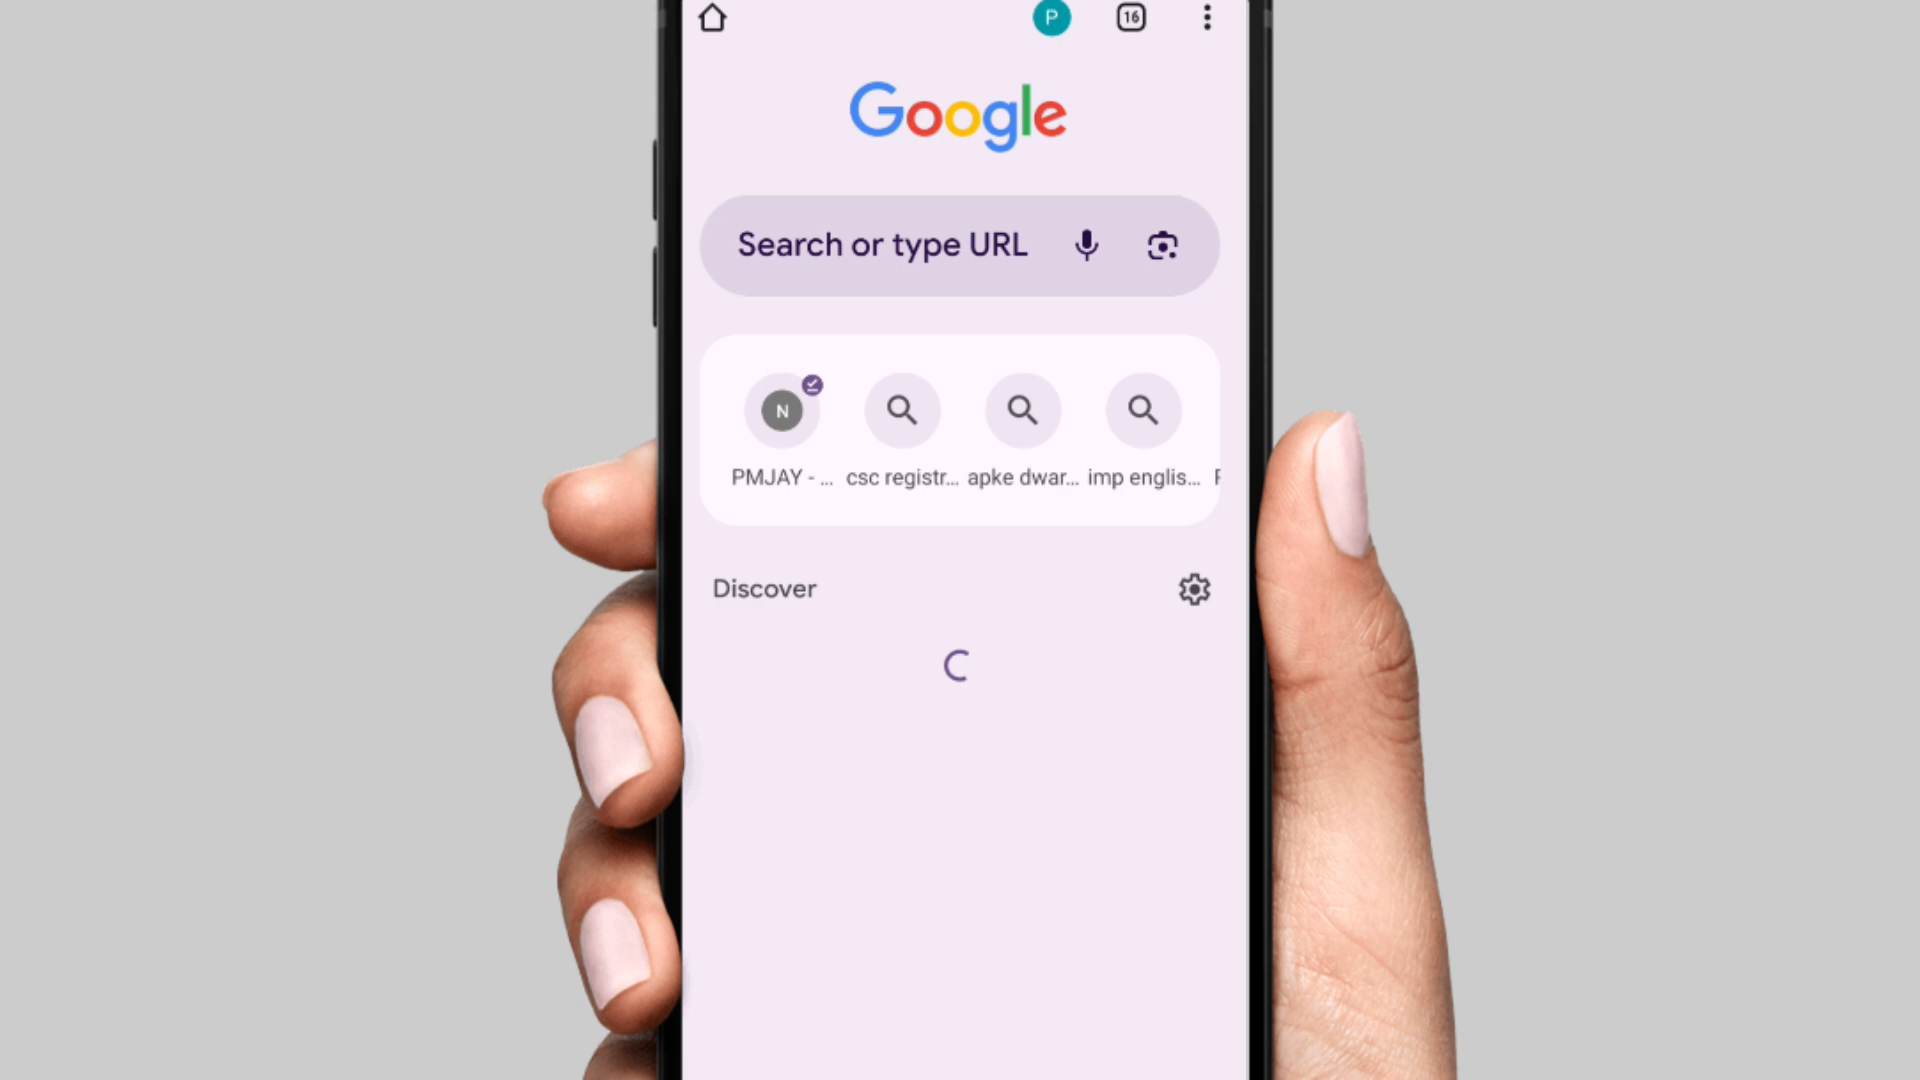 P 16
Google
Search or type URL
N
PMJAY - ... csc registr... apke dwar... imp englis...
Discover